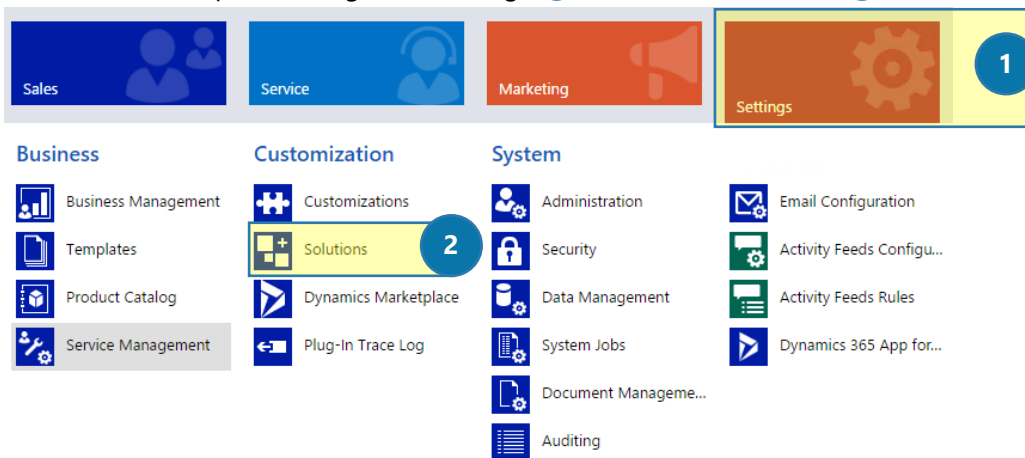 Sales
Service
Marketing
Settings
1
Business
Customization
System
Business Management
Customizations
Administration
Email Configuration
Templates
Solutions
2
Security
Activity Feeds Configu...
Product Catalog
Dynamics Marketplace
Data Management
Activity Feeds Rules
Service Management
Plug-In Trace Log
System Jobs
Dynamics 365 App for...
Document Manageme...
Auditing